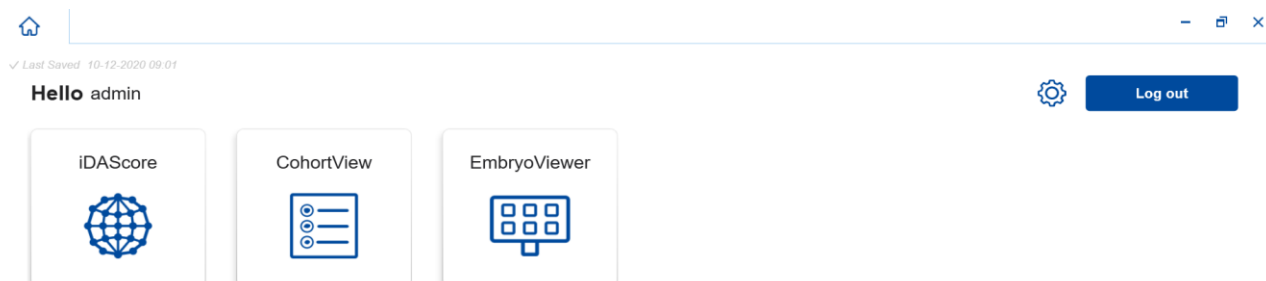 Last Saved 10-12-2020 09:01
Hello admin
Log out
iDAScore
CohortView
EmbryoViewer